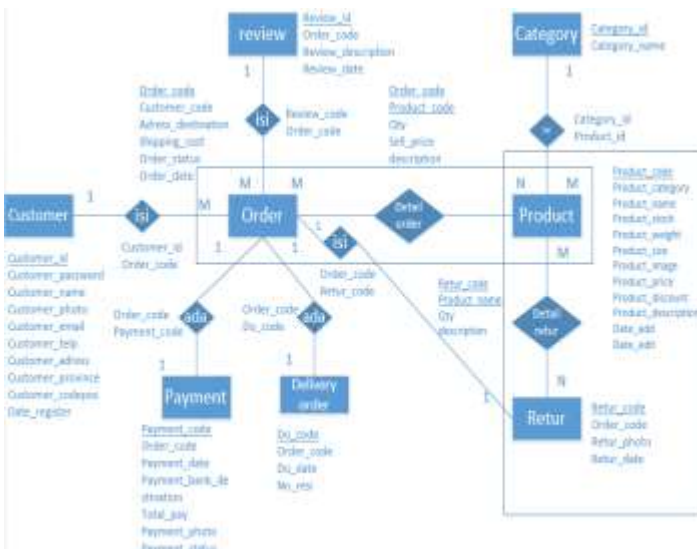 review
Review_id
Order_code
Review_description
Review_date
Category
Category_id
Category_name
1
1
Order_code
Customer_code
Adress_destination
Shipping_cost
Order_status
Order_date
isi
Review_code
Order_code
Order_code
Product_code
Qty
Sell_price
description
Category_id
Product_id
M
M
N
M
Customer
1
isi
M
Order
Detail
order
Product
Product_code
Product_category
Product_name
Product_stock
Product_weight
Product_size
Product_image
Product_price
Product_discount
Product_description
Date_add
Date_edit
Customer_id
Order_code
1
1
1
isi
Order_code
Retur_code
M
Customer_id
Customer_password
Customer_name
Customer_photo
Customer_email
Customer_telp
Customer_adress
Customer_province
Customer_codepos
Date_register
Retur_code
Product_name
Qty
description
Order_code
Payment_code
ada
Order_code
Do_code
ada
Detail
retur
1
1
1
N
Payment
Delivery
order
Retur
Retur_code
Order_code
Retur_photo
Retur_date
Payment_code
Order_code
Payment_date
Payment_bank_de
stination
Total_pay
Payment_photo
Payment_status
Do_code
Order_code
Do_date
No_resi